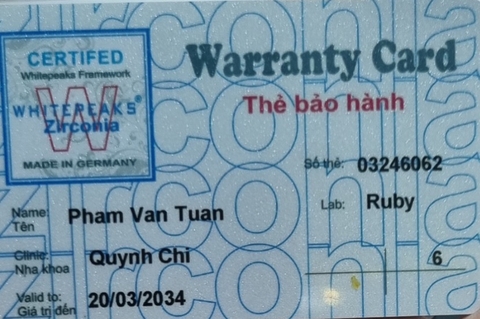 CERTIFED
Whitepeaks Framework
WHITEPEAKS®
Zirconia
W
MADE IN GERMANY
Warranty Card
Thẻ bảo hành
Số thẻ: 03246062
Name: Pham Van Tuan
Tên
Lab: Ruby
Clinic: Quynh Chi
Nha khoa
6
Valid to: 20/03/2034
Giá trị đến
zirconia